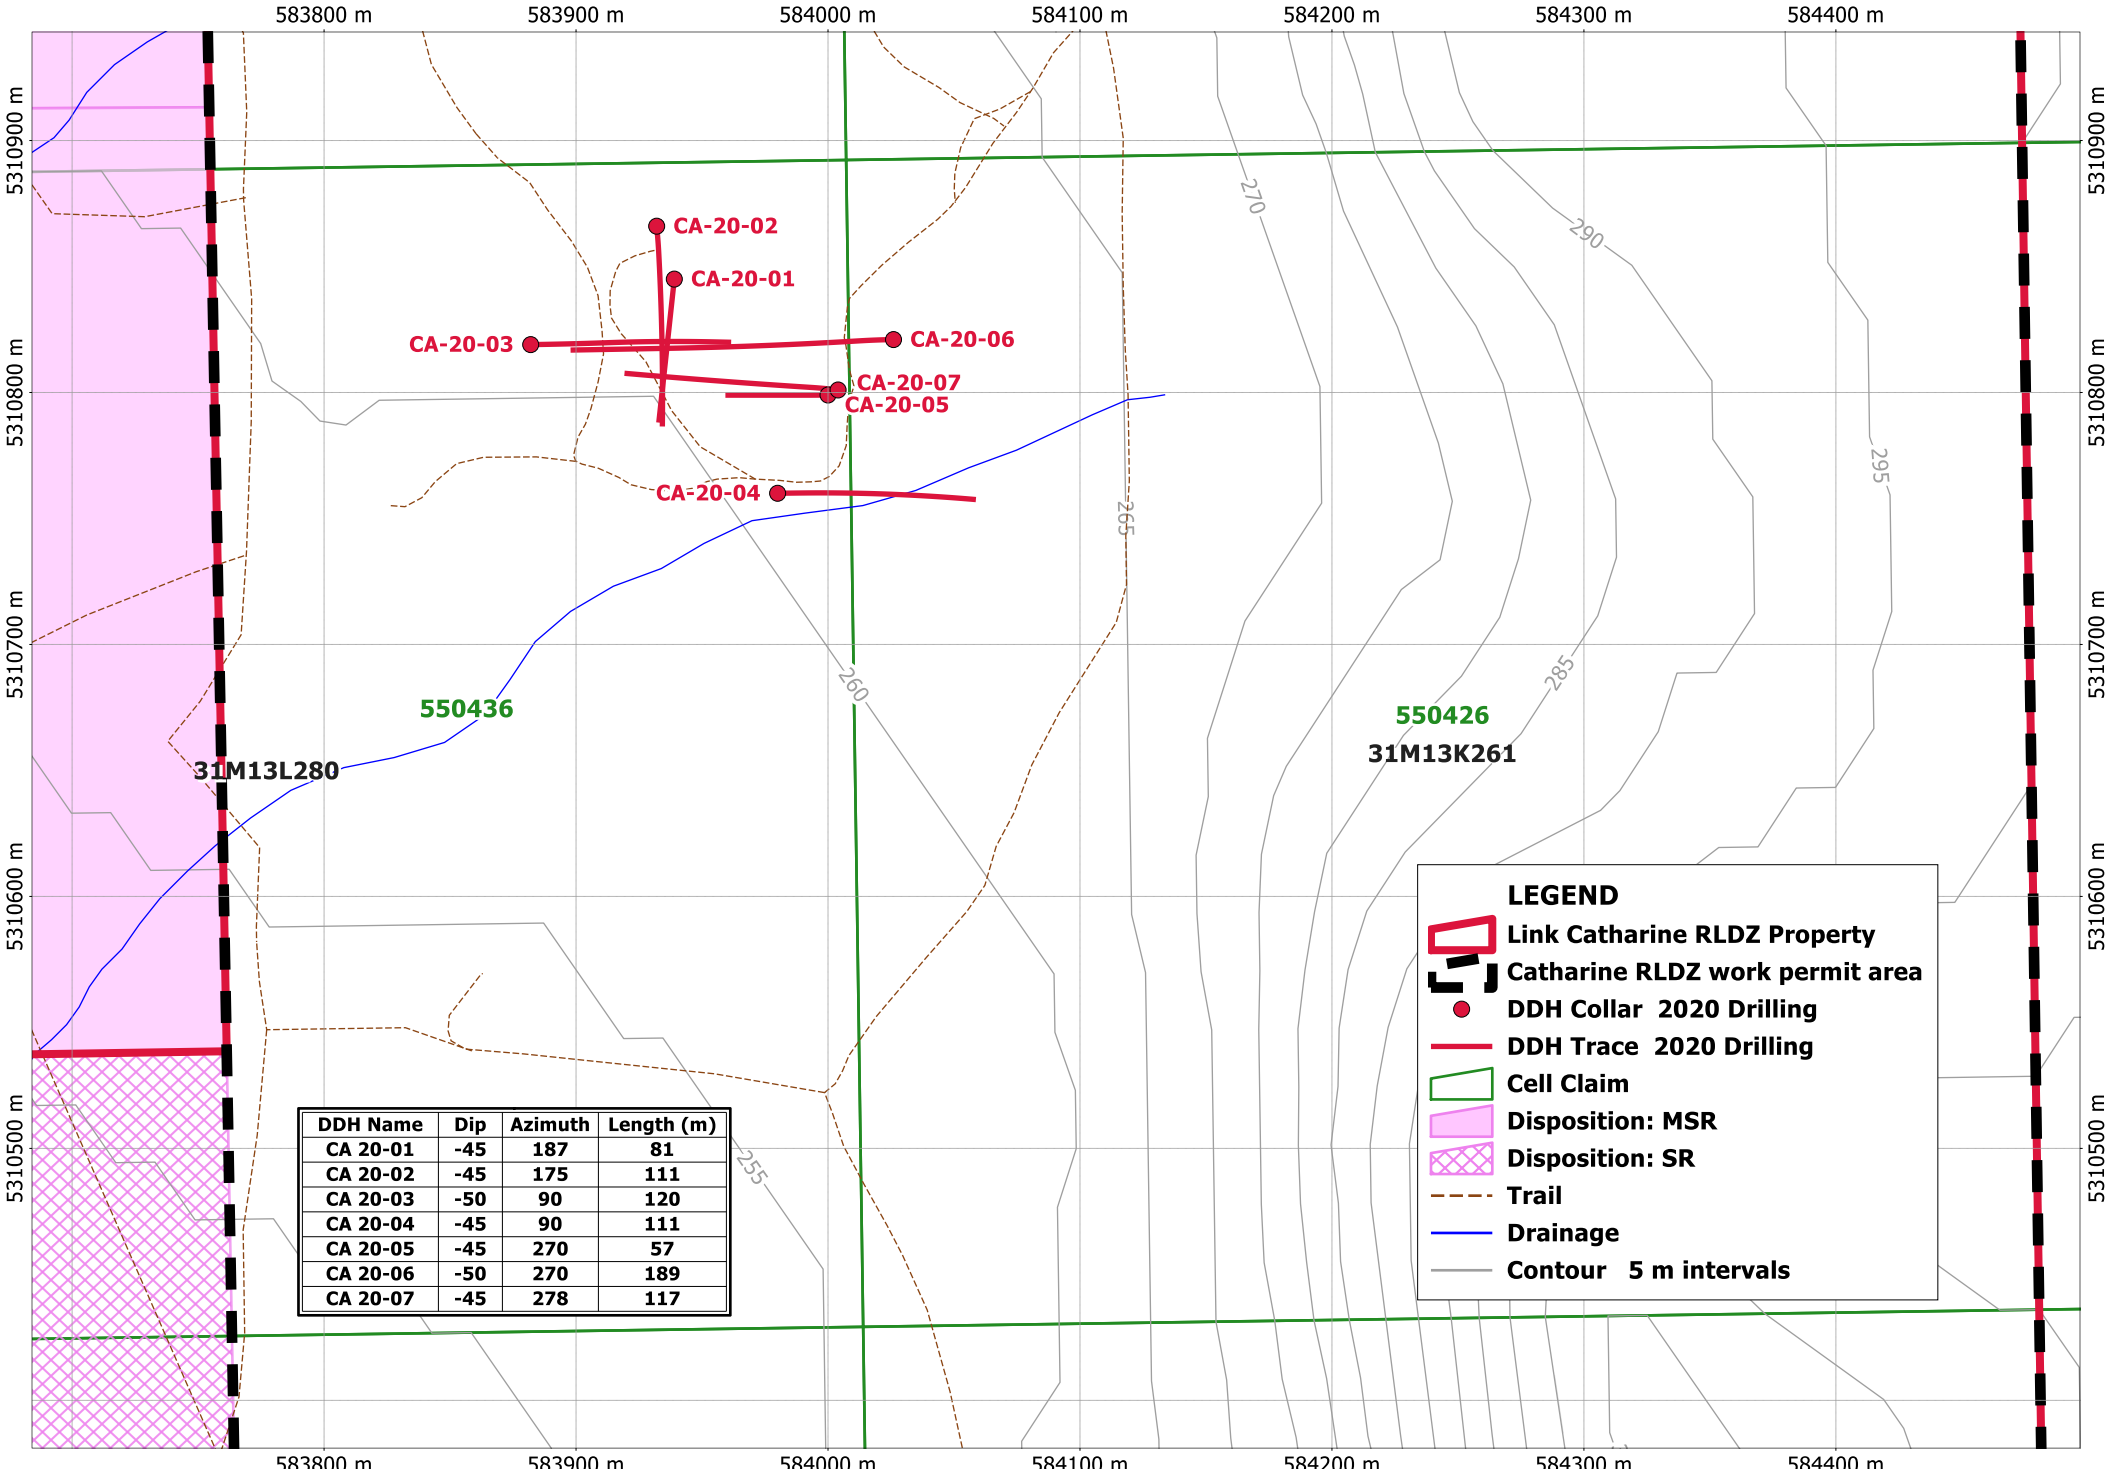 583800 m 583900 m 584000 m 584100 m 584200 m 584300 m 584400 m
5310900 m
5310900 m
270
290
CA-20-02
CA-20-01
CA-20-03
CA-20-06
5310800 m
5310800 m
CA-20-07
CA-20-05
295
CA-20-04
265
5310700 m
5310700 m
260
285
550436
550426
31M13K261
31M13L280
5310600 m
5310600 m
LEGEND
Link Catharine RLDZ Property
Catharine RLDZ work permit area
DDH Collar 2020 Drilling
DDH Trace 2020 Drilling
Cell Claim
Disposition: MSR
Disposition: SR
Trail
Drainage
Contour 5 m intervals
5310500 m
5310500 m
255
DDH Name Dip Azimuth Length (m)
CA 20-01 -45 187 81
CA 20-02 -45 175 111
CA 20-03 -50 90 120
CA 20-04 -45 90 111
CA 20-05 -45 270 57
CA 20-06 -50 270 189
CA 20-07 -45 278 117
583800 m 583900 m 584000 m 584100 m 584200 m 584300 m 584400 m